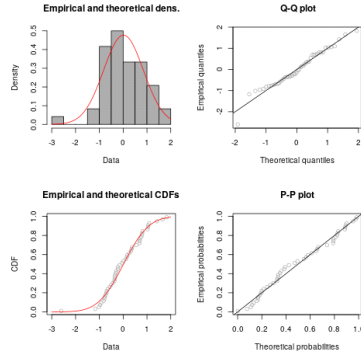 Empirical and theoretical dens.
Density
0.0 0.1 0.2 0.3 0.4 0.5
-3 -2 -1 0 1 2
Data
Q-Q plot
Empirical quantiles
-2 -1 0 1 2
-2 -1 0 1 2
Theoretical quantiles
Empirical and theoretical CDFs
CDF
0.0 0.2 0.4 0.6 0.8 1.0
-3 -2 -1 0 1 2
Data
P-P plot
Empirical probabilities
0.0 0.2 0.4 0.6 0.8 1.0
0.0 0.2 0.4 0.6 0.8 1.0
Theoretical probabilities